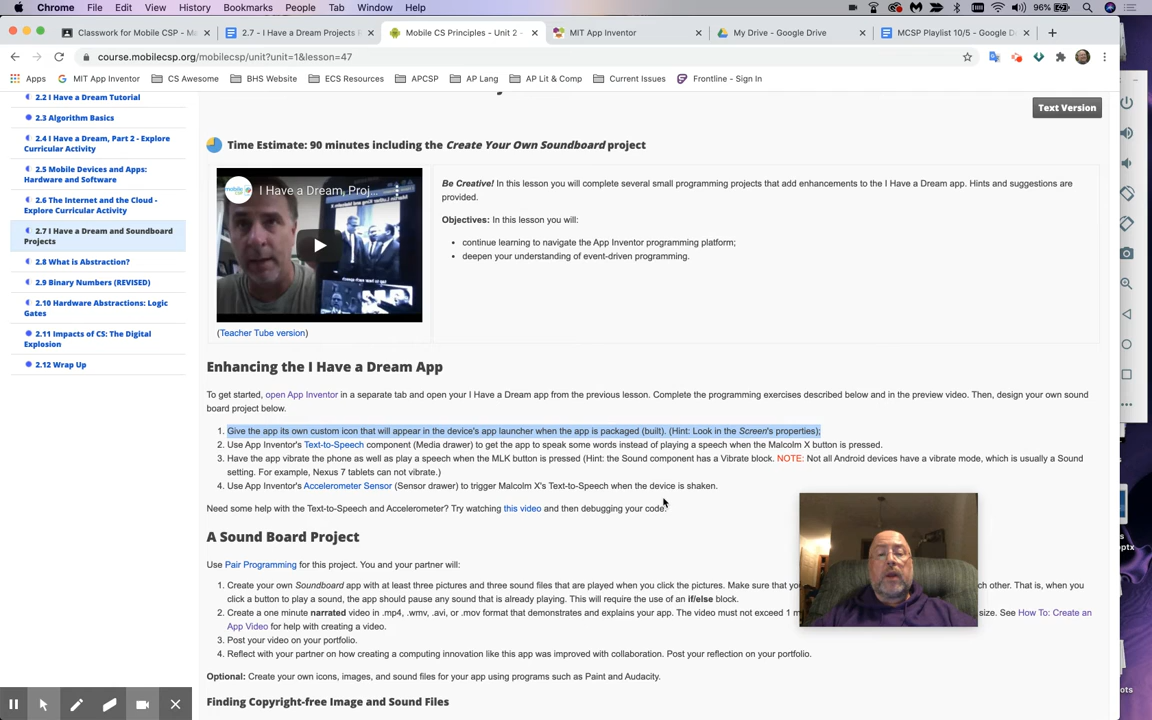 Chrome File Edit View History Bookmarks People Tab Window Help 96%
Classwork for Mobile CSP - M 2.7 - I Have a Dream Projects Mobile CS Principles - Unit 2 - MIT App Inventor My Drive - Google Drive MCSP Playlist 10/5 - Google D
course.mobilecsp.org/mobilecsp/unit?unit=1&lesson=47
Apps MIT App Inventor CS Awesome BHS Website ECS Resources APCSP AP Lang AP Lit & Comp Current Issues Frontline - Sign In
2.2 I Have a Dream Tutorial
2.3 Algorithm Basics
2.4 I Have a Dream, Part 2 - Explore
Curricular Activity
2.5 Mobile Devices and Apps:
Hardware and Software
2.6 The Internet and the Cloud -
Explore Curricular Activity
2.7 I Have a Dream and Soundboard
Projects
2.8 What is Abstraction?
2.9 Binary Numbers (REVISED)
2.10 Hardware Abstractions: Logic
Gates
2.11 Impacts of CS: The Digital
Explosion
2.12 Wrap Up
Text Version
Time Estimate: 90 minutes including the Create Your Own Soundboard project
I Have a Dream, Proj...
Be Creative! In this lesson you will complete several small programming projects that add enhancements to the I Have a Dream app. Hints and suggestions are
provided.
Objectives: In this lesson you will:
continue learning to navigate the App Inventor programming platform;
deepen your understanding of event-driven programming.
(Teacher Tube version)
Enhancing the I Have a Dream App
To get started, open App Inventor in a separate tab and open your I Have a Dream app from the previous lesson. Complete the programming exercises described below and in the preview video. Then, design your own sound
board project below.
1. Give the app its own custom icon that will appear in the device's app launcher when the app is packaged (built). (Hint: Look in the Screen's properties);
2. Use App Inventor's Text-to-Speech component (Media drawer) to get the app to speak some words instead of playing a speech when the Malcolm X button is pressed.
3. Have the app vibrate the phone as well as play a speech when the MLK button is pressed (Hint: the Sound component has a Vibrate block. NOTE: Not all Android devices have a vibrate mode, which is usually a Sound
setting. For example, Nexus 7 tablets can not vibrate.)
4. Use App Inventor's Accelerometer Sensor (Sensor drawer) to trigger Malcolm X's Text-to-Speech when the device is shaken.
Need some help with the Text-to-Speech and Accelerometer? Try watching this video and then debugging your code.
A Sound Board Project
Use Pair Programming for this project. You and your partner will:
1. Create your own Soundboard app with at least three pictures and three sound files that are played when you click the pictures. Make sure that you each other. That is, when you
click a button to play a sound, the app should pause any sound that is already playing. This will require the use of an if/else block.
2. Create a one minute narrated video in .mp4, .wmv, .avi, or .mov format that demonstrates and explains your app. The video must not exceed 1 m size. See How To: Create an
App Video for help with creating a video.
3. Post your video on your portfolio.
4. Reflect with your partner on how creating a computing innovation like this app was improved with collaboration. Post your reflection on your portfolio.
Optional: Create your own icons, images, and sound files for your app using programs such as Paint and Audacity.
Finding Copyright-free Image and Sound Files